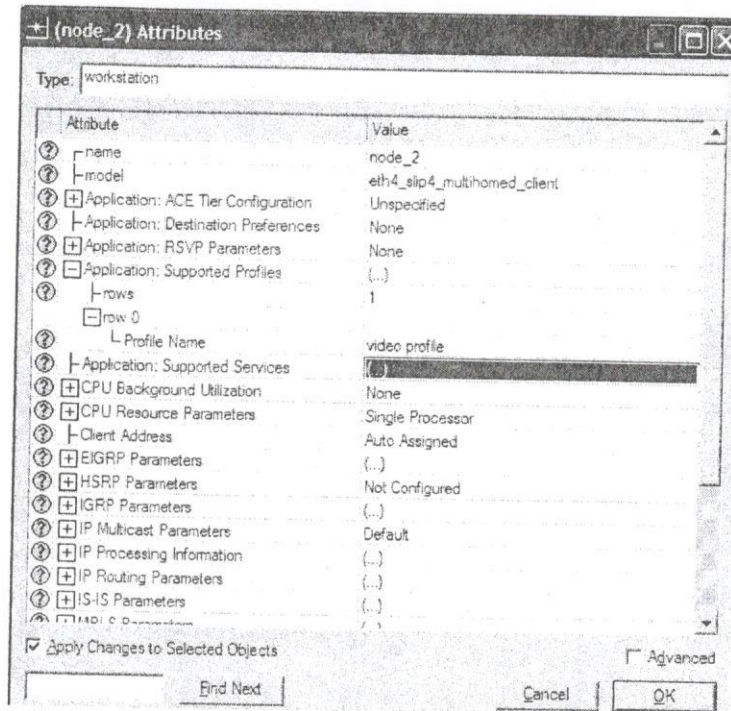 (node_2) Attributes
Type: workstation
Attribute Value
name node_2
model eth4_slip4_multihomed_client
Application: ACE Tier Configuration Unspecified
Application: Destination Preferences None
Application: RSVP Parameters None
Application: Supported Profiles (...)
rows 1
row 0
Profile Name video profile
Application: Supported Services (...)
CPU Background Utilization None
CPU Resource Parameters Single Processor
Client Address Auto Assigned
EIGRP Parameters (...)
HSRP Parameters Not Configured
IGRP Parameters (...)
IP Multicast Parameters Default
IP Processing Information (...)
IP Routing Parameters (...)
IS-IS Parameters (...)
MPLS Parameters (...)
Apply Changes to Selected Objects Advanced
Find Next Cancel OK